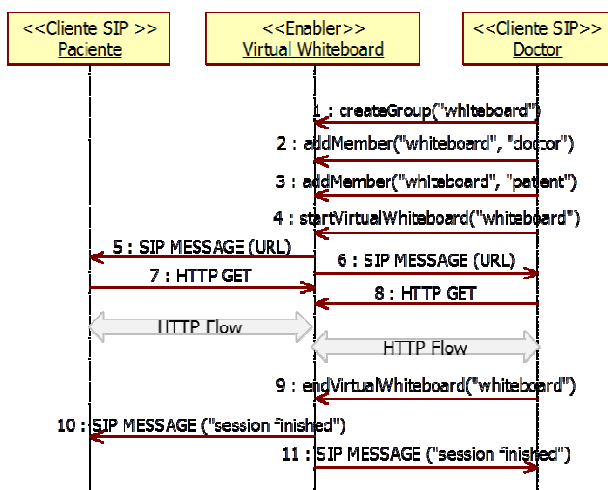 <<Cliente SIP >>
Paciente
<<Enabler>>
Virtual Whiteboard
<<Cliente SIP>>
Doctor
1 : createGroup("whiteboard")
2 : addMember("whiteboard", "doctor")
3 : addMember("whiteboard", "patient")
4 : startVirtualWhiteboard("whiteboard")
5 : SIP MESSAGE (URL)
6 : SIP MESSAGE (URL)
7 : HTTP GET
8 : HTTP GET
HTTP Flow
HTTP Flow
9 : endVirtualWhiteboard("whiteboard")
10 : SIP MESSAGE ("session finished")
11 : SIP MESSAGE ("session finished")